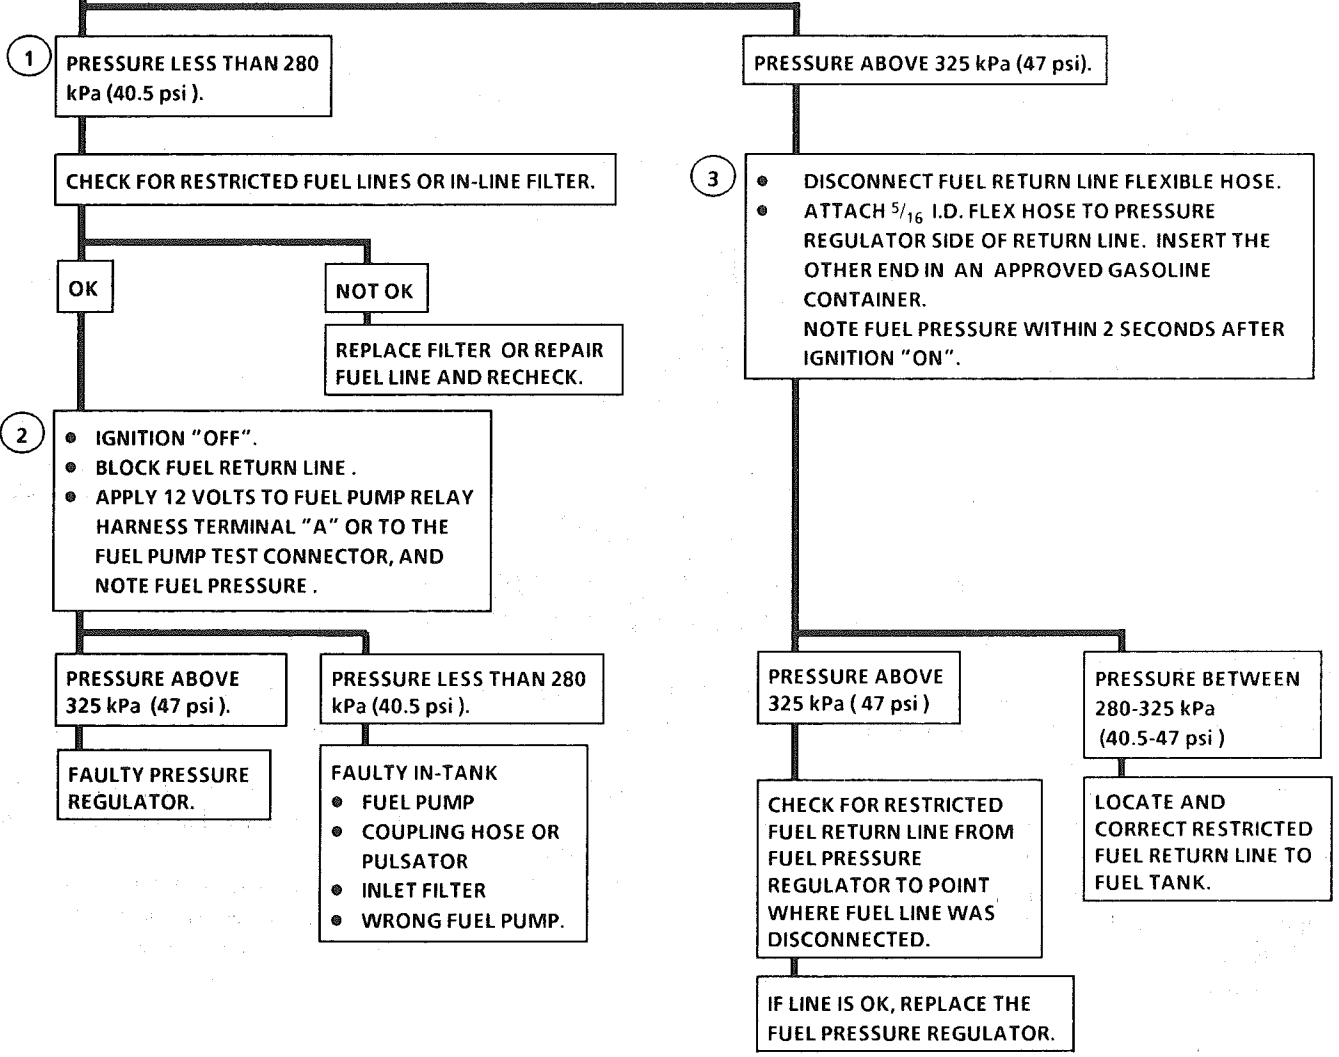 1
PRESSURE LESS THAN 280
kPa (40.5 psi ).
CHECK FOR RESTRICTED FUEL LINES OR IN-LINE FILTER.
OK
NOT OK
REPLACE FILTER OR REPAIR
FUEL LINE AND RECHECK.
2
● IGNITION "OFF".
● BLOCK FUEL RETURN LINE .
● APPLY 12 VOLTS TO FUEL PUMP RELAY
HARNESS TERMINAL "A" OR TO THE
FUEL PUMP TEST CONNECTOR, AND
NOTE FUEL PRESSURE .
PRESSURE ABOVE
325 kPa (47 psi ).
FAULTY PRESSURE
REGULATOR.
PRESSURE LESS THAN 280
kPa (40.5 psi ).
FAULTY IN-TANK
● FUEL PUMP
● COUPLING HOSE OR
PULSATOR
● INLET FILTER
● WRONG FUEL PUMP.
PRESSURE ABOVE 325 kPa (47 psi).
3
● DISCONNECT FUEL RETURN LINE FLEXIBLE HOSE.
● ATTACH 5/16 I.D. FLEX HOSE TO PRESSURE
REGULATOR SIDE OF RETURN LINE. INSERT THE
OTHER END IN AN APPROVED GASOLINE
CONTAINER.
NOTE FUEL PRESSURE WITHIN 2 SECONDS AFTER
IGNITION "ON".
PRESSURE ABOVE
325 kPa ( 47 psi )
CHECK FOR RESTRICTED
FUEL RETURN LINE FROM
FUEL PRESSURE
REGULATOR TO POINT
WHERE FUEL LINE WAS
DISCONNECTED.
IF LINE IS OK, REPLACE THE
FUEL PRESSURE REGULATOR.
PRESSURE BETWEEN
280-325 kPa
(40.5-47 psi )
LOCATE AND
CORRECT RESTRICTED
FUEL RETURN LINE TO
FUEL TANK.